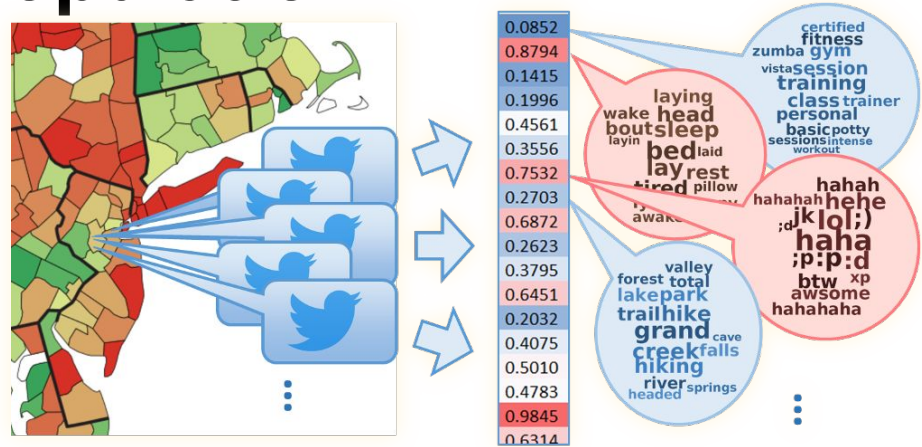 0.0852
0.8794
0.1415
0.1996
0.4561
0.3556
0.7532
0.2703
0.6872
0.2623
0.3795
0.6451
0.2032
0.4075
0.5010
0.4783
0.9845
0.6314
certified
fitness
zumba gym
vista session
training
class trainer
personal
basic potty
sessions intense
workout
laying
wake head
bout sleep
layin
bed laid
lay rest
tired pillow
awake
hahah
hahahah hehe
;d jk lol ;)
haha
;p :p :d
btw xp
awsome
hahahaha
valley
forest total
lake park
trail hike
grand cave
creek falls
hiking
river springs
headed